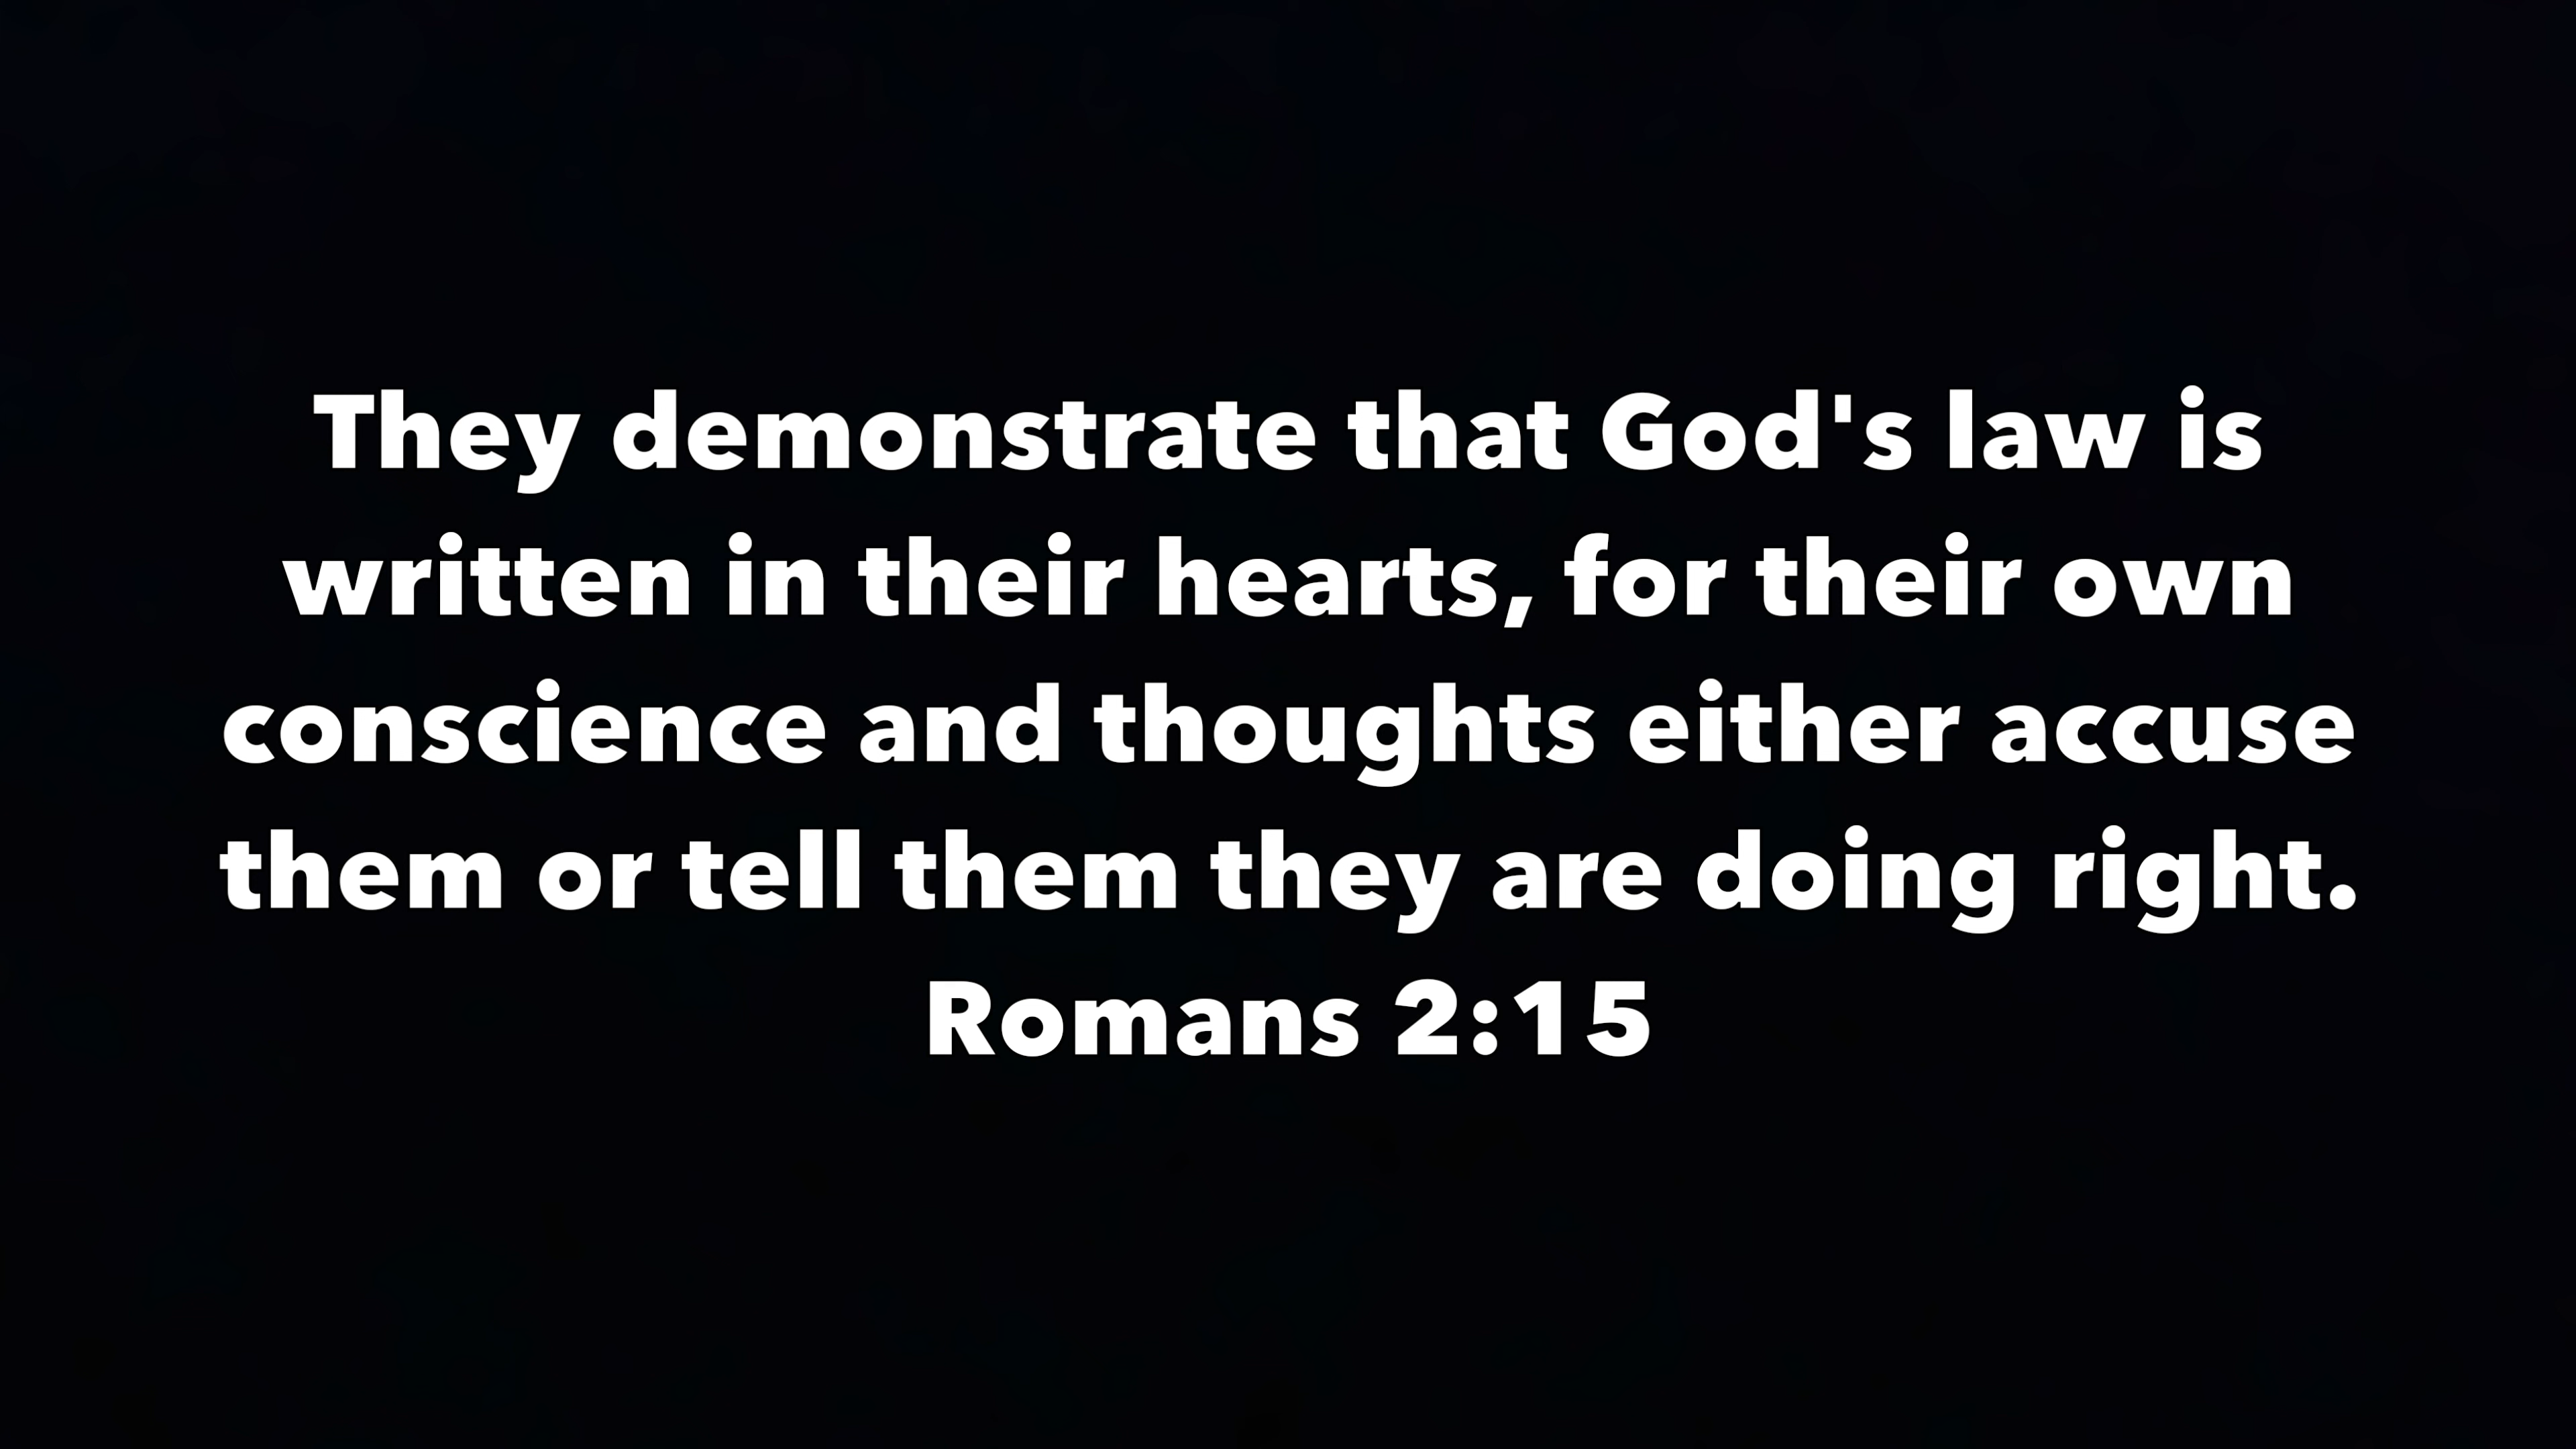 They demonstrate that God's law is
written in their hearts, for their own
conscience and thoughts either accuse
them or tell them they are doing right.
Romans 2:15